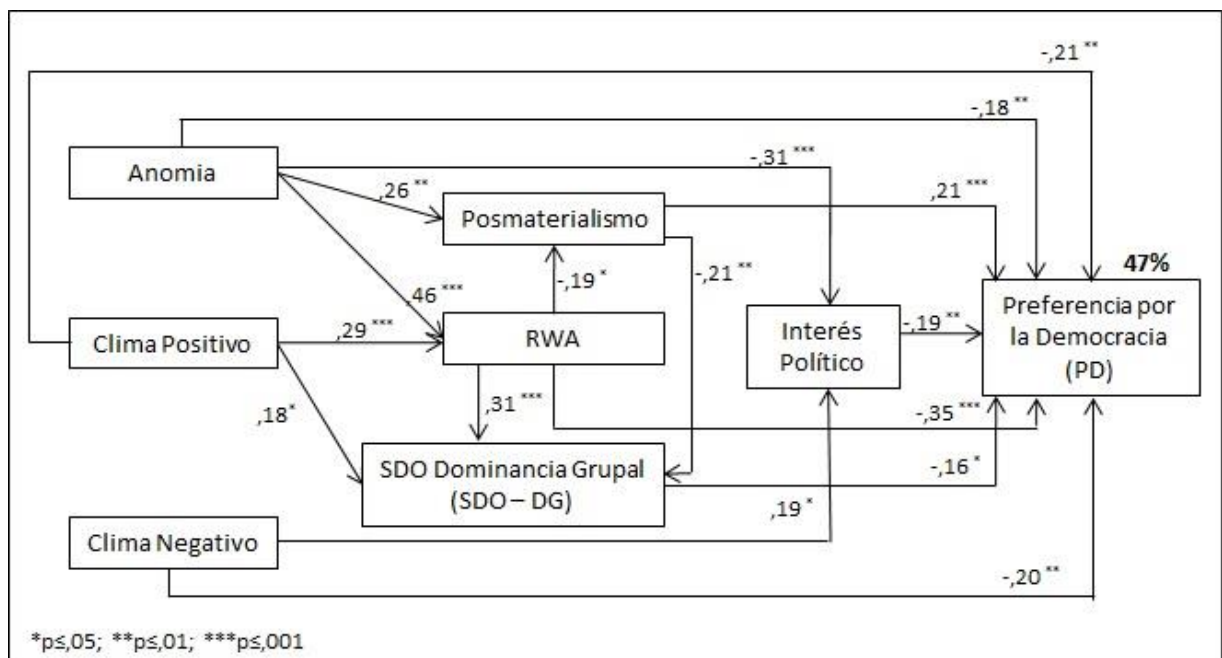 -,21 **
-,18 **
Anomia
-,31 ***
,26 **
Posmaterialismo
,21 ***
,46 ***
-,19 *
-,21 **
47%
Clima Positivo
,29 ***
RWA
Interés
Político
-,19 **
Preferencia por
la Democracia
(PD)
,18*
,31 ***
-,35 ***
SDO Dominancia Grupal
(SDO – DG)
-,16 *
,19 *
Clima Negativo
-,20 **
*p≤,05; **p≤,01; ***p≤,001